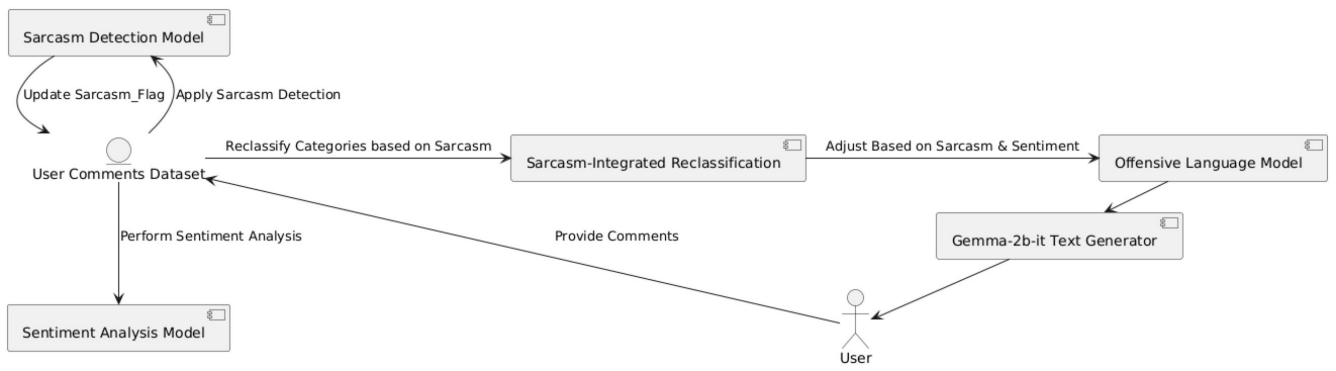 Sarcasm Detection Model
Update Sarcasm_Flag
Apply Sarcasm Detection
User Comments Dataset
Reclassify Categories based on Sarcasm
Sarcasm-Integrated Reclassification
Adjust Based on Sarcasm & Sentiment
Offensive Language Model
Perform Sentiment Analysis
Provide Comments
Gemma-2b-it Text Generator
Sentiment Analysis Model
User